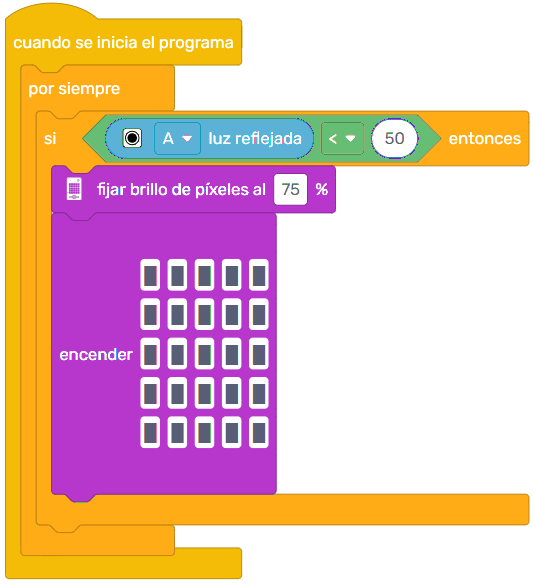 cuando se inicia el programa
por siempre
si A luz reflejada < 50 entonces
fijar brillo de píxeles al 75 %
encender